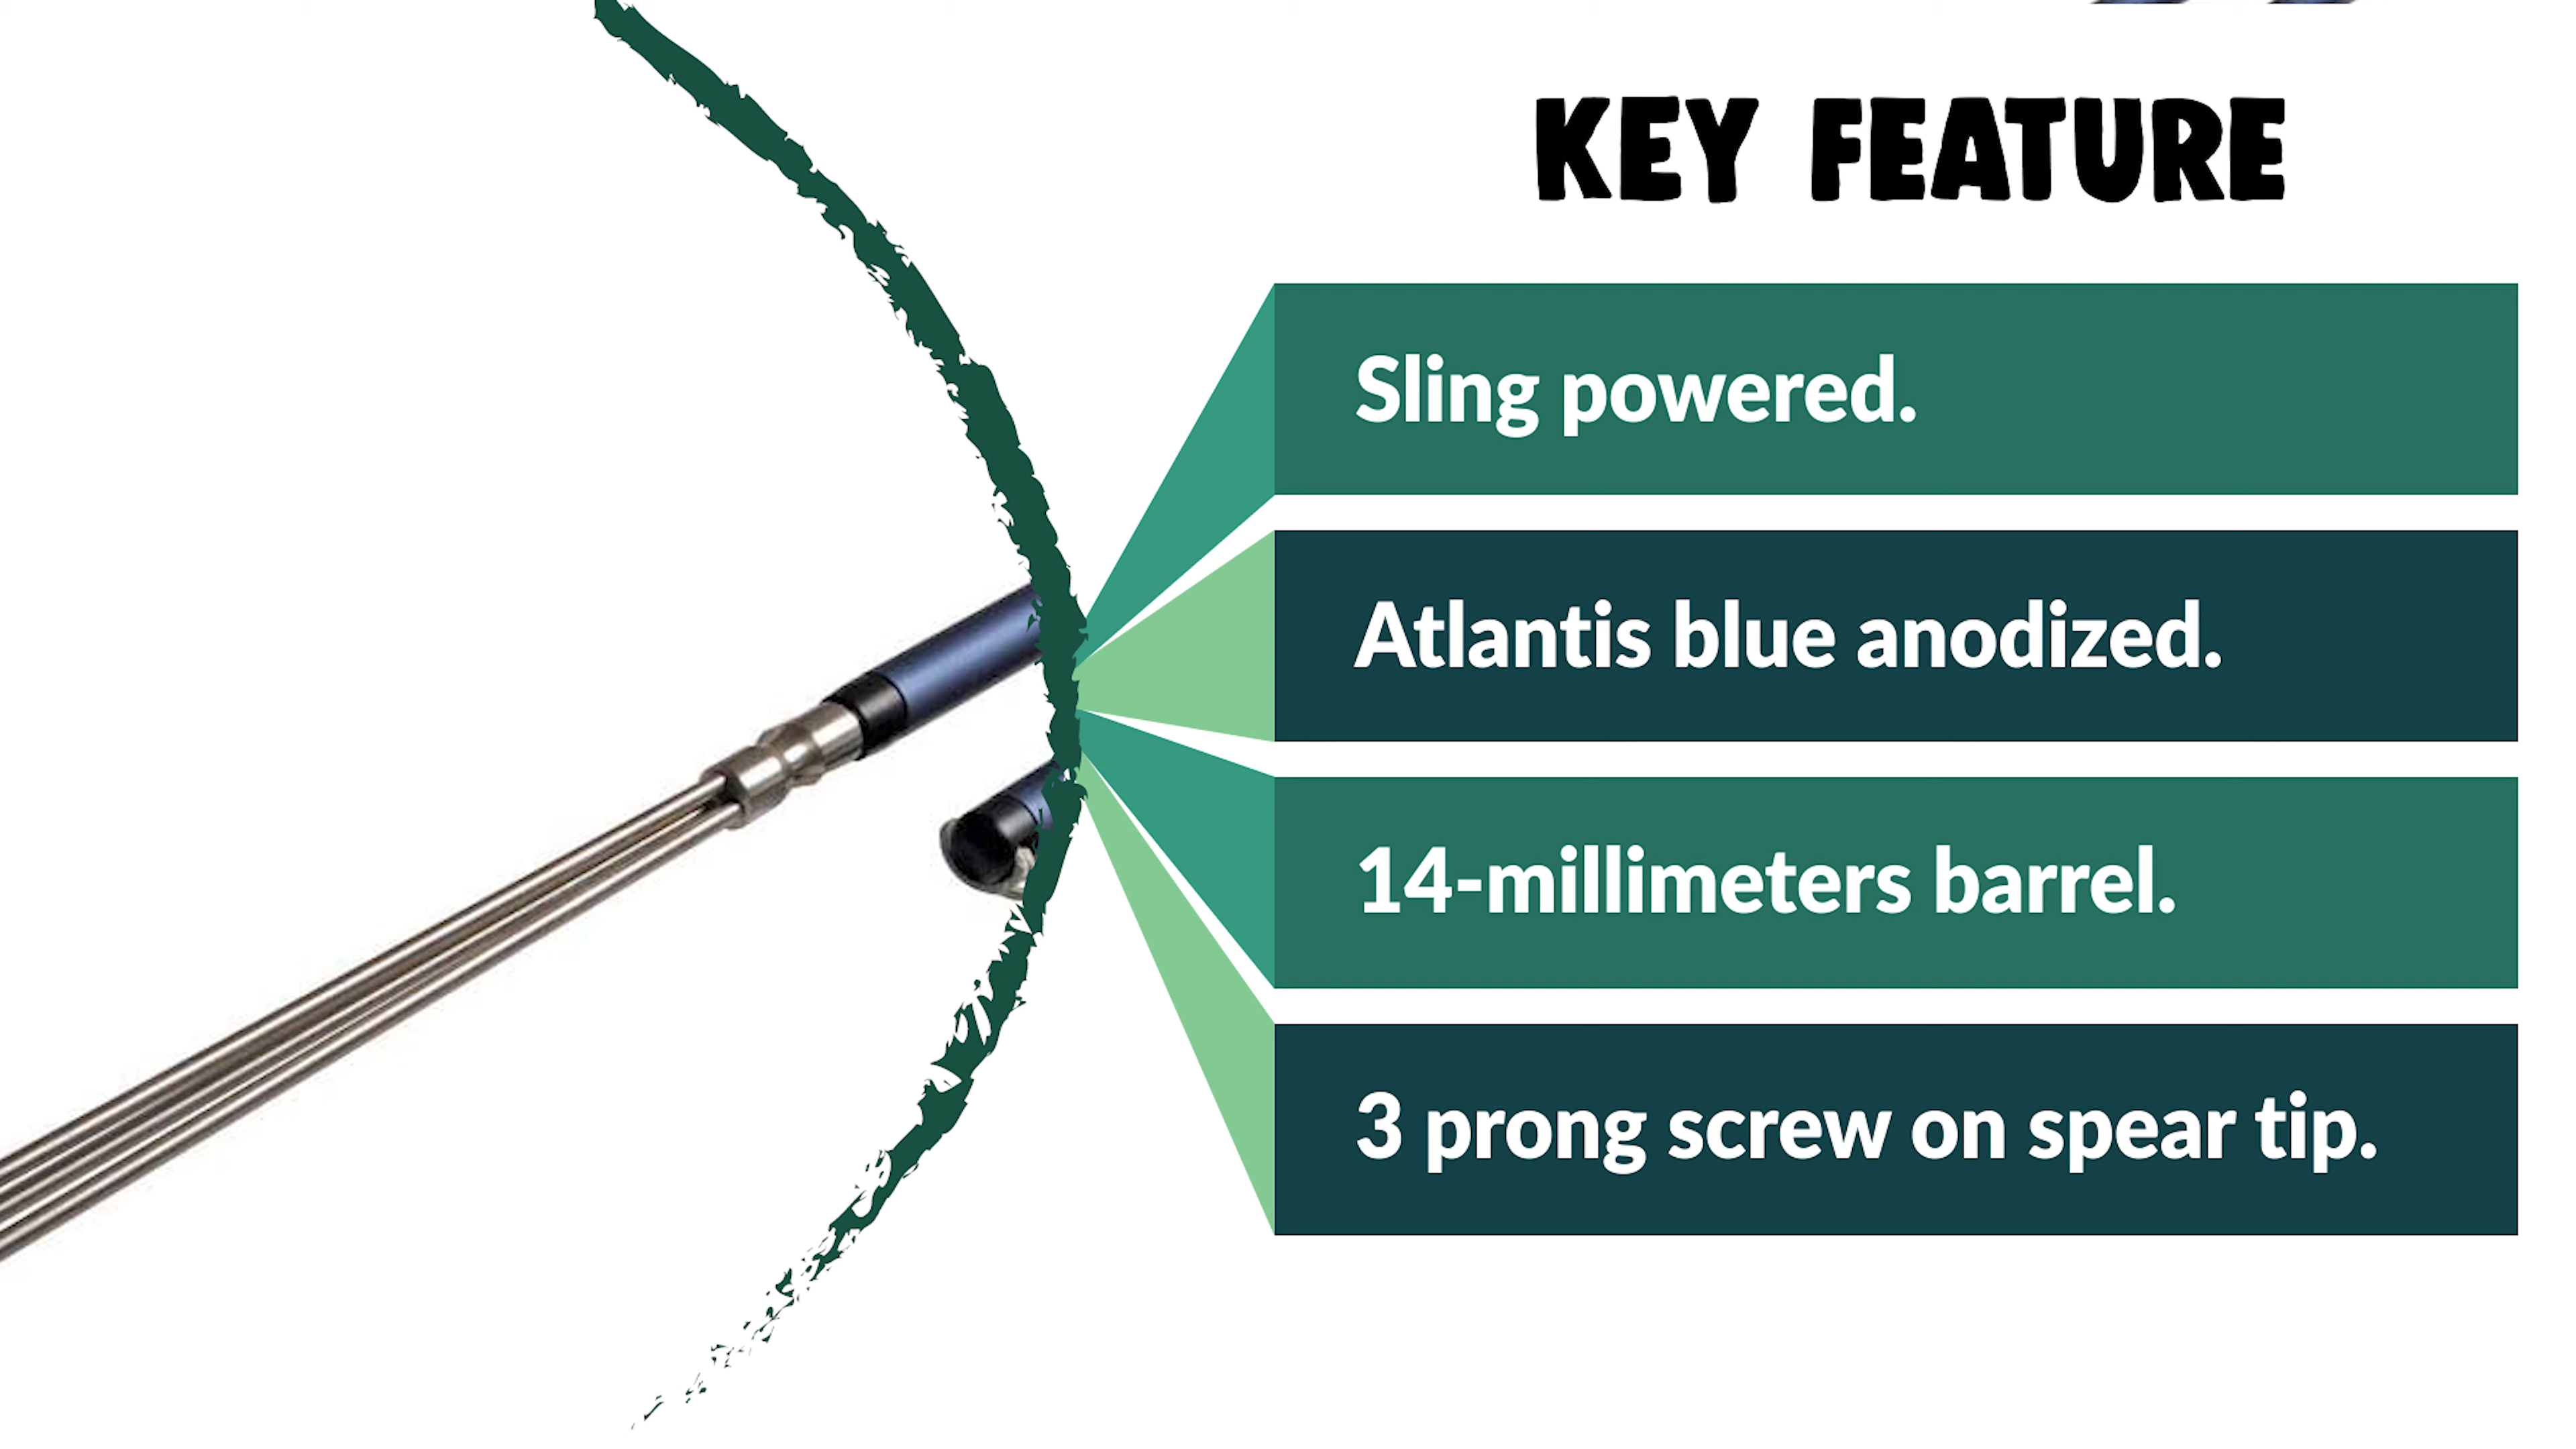 KEY FEATURE
Sling powered.
Atlantis blue anodized.
14-millimeters barrel.
3 prong screw on spear tip.